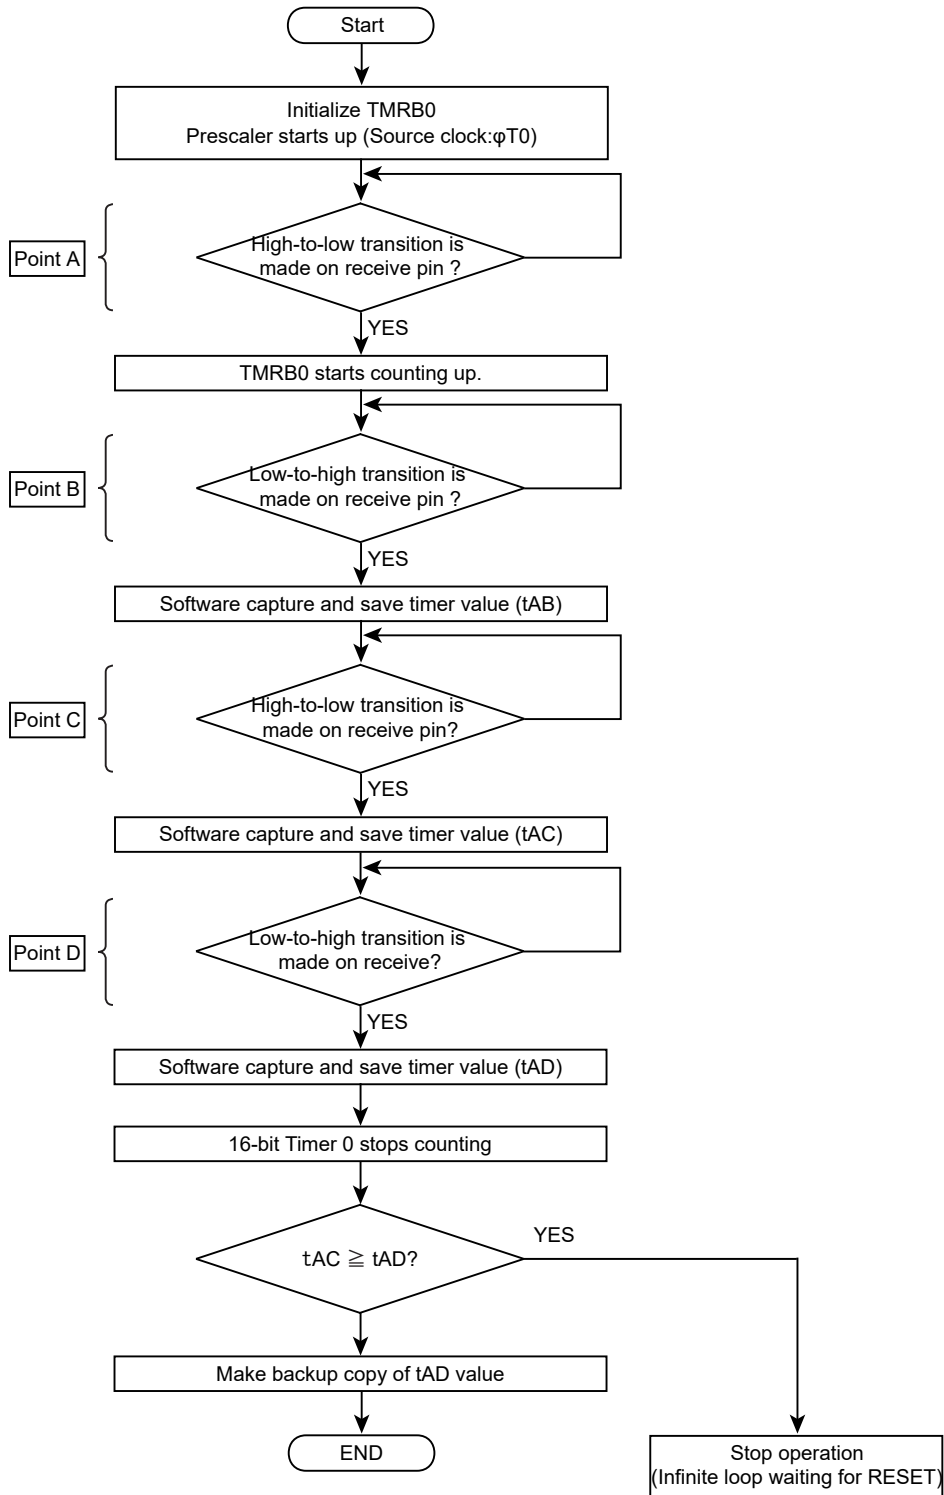 Start
Initialize TMRB0
Prescaler starts up (Source clock:φT0)
Point A
High-to-low transition is
made on receive pin ?
YES
TMRB0 starts counting up.
Point B
Low-to-high transition is
made on receive pin ?
YES
Software capture and save timer value (tAB)
Point C
High-to-low transition is
made on receive pin?
YES
Software capture and save timer value (tAC)
Point D
Low-to-high transition is
made on receive?
YES
Software capture and save timer value (tAD)
16-bit Timer 0 stops counting
tAC ≧ tAD?
YES
Make backup copy of tAD value
END
Stop operation
(Infinite loop waiting for RESET)